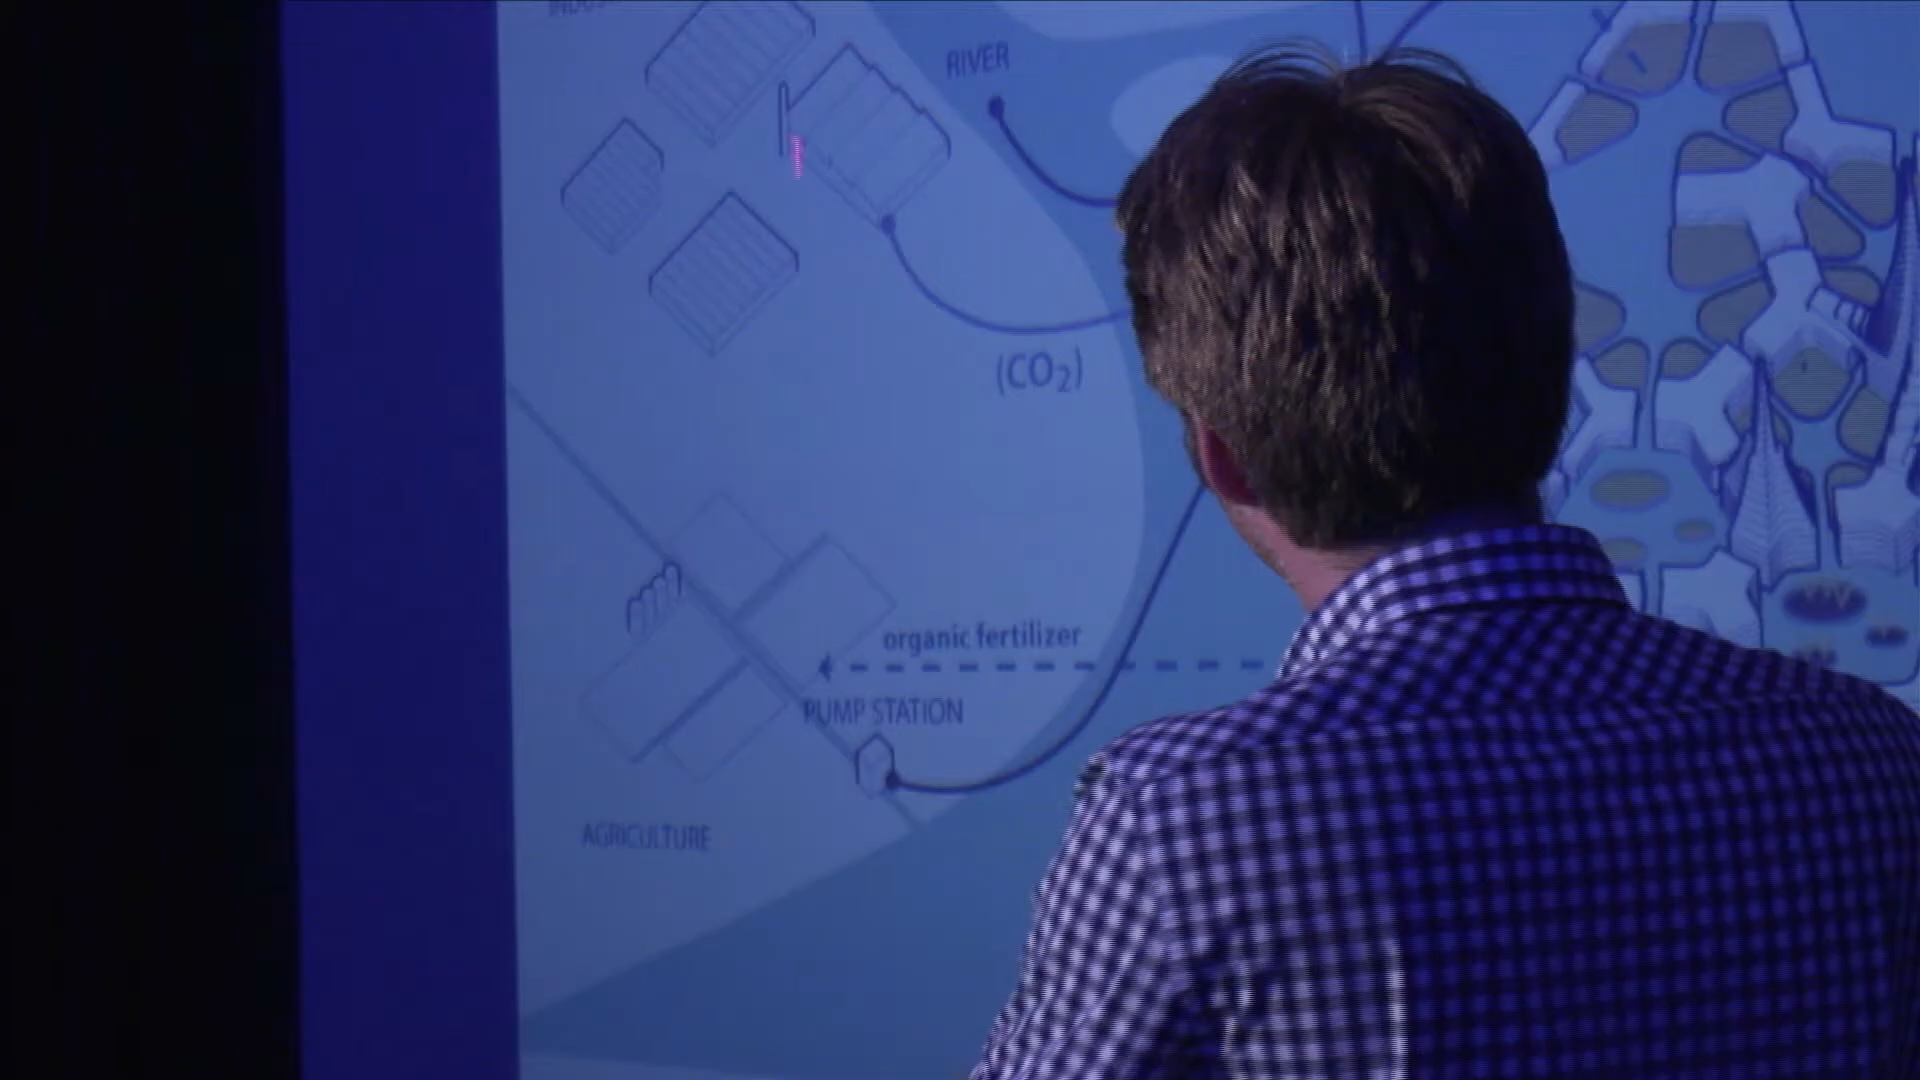 RIVER
(CO₂)
organic fertilizer
PUMP STATION
AGRICULTURE